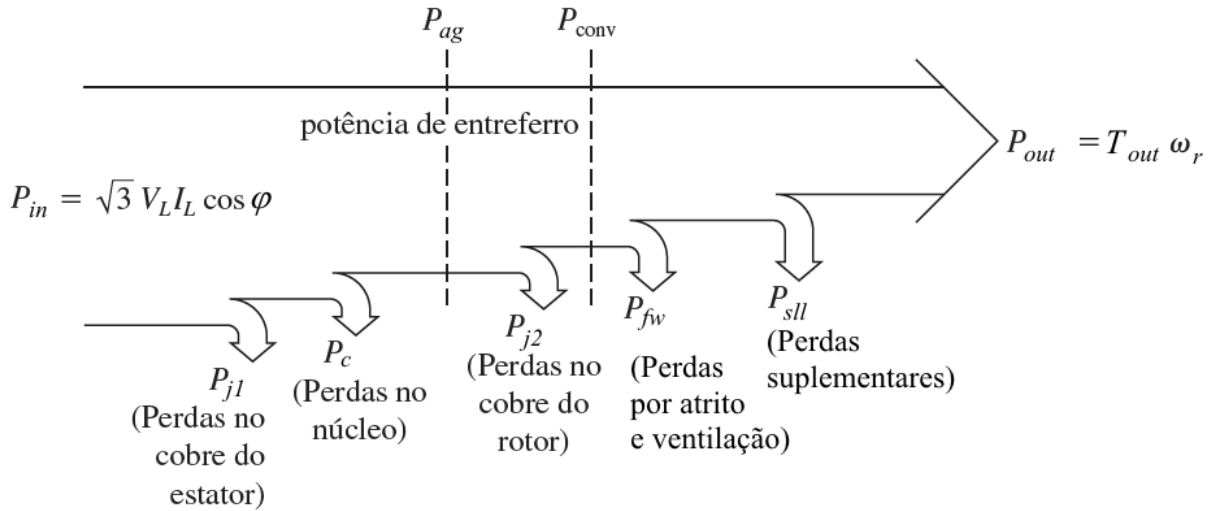 P_ag
P_conv
potência de entreferro
P_out = T_out ω_r
P_in = √3 V_L I_L cos φ
P_j1
(Perdas no
cobre do
estator)
P_c
(Perdas no
núcleo)
P_j2
(Perdas no
cobre do
rotor)
P_fw
(Perdas
por atrito
e ventilação)
P_sll
(Perdas
suplementares)